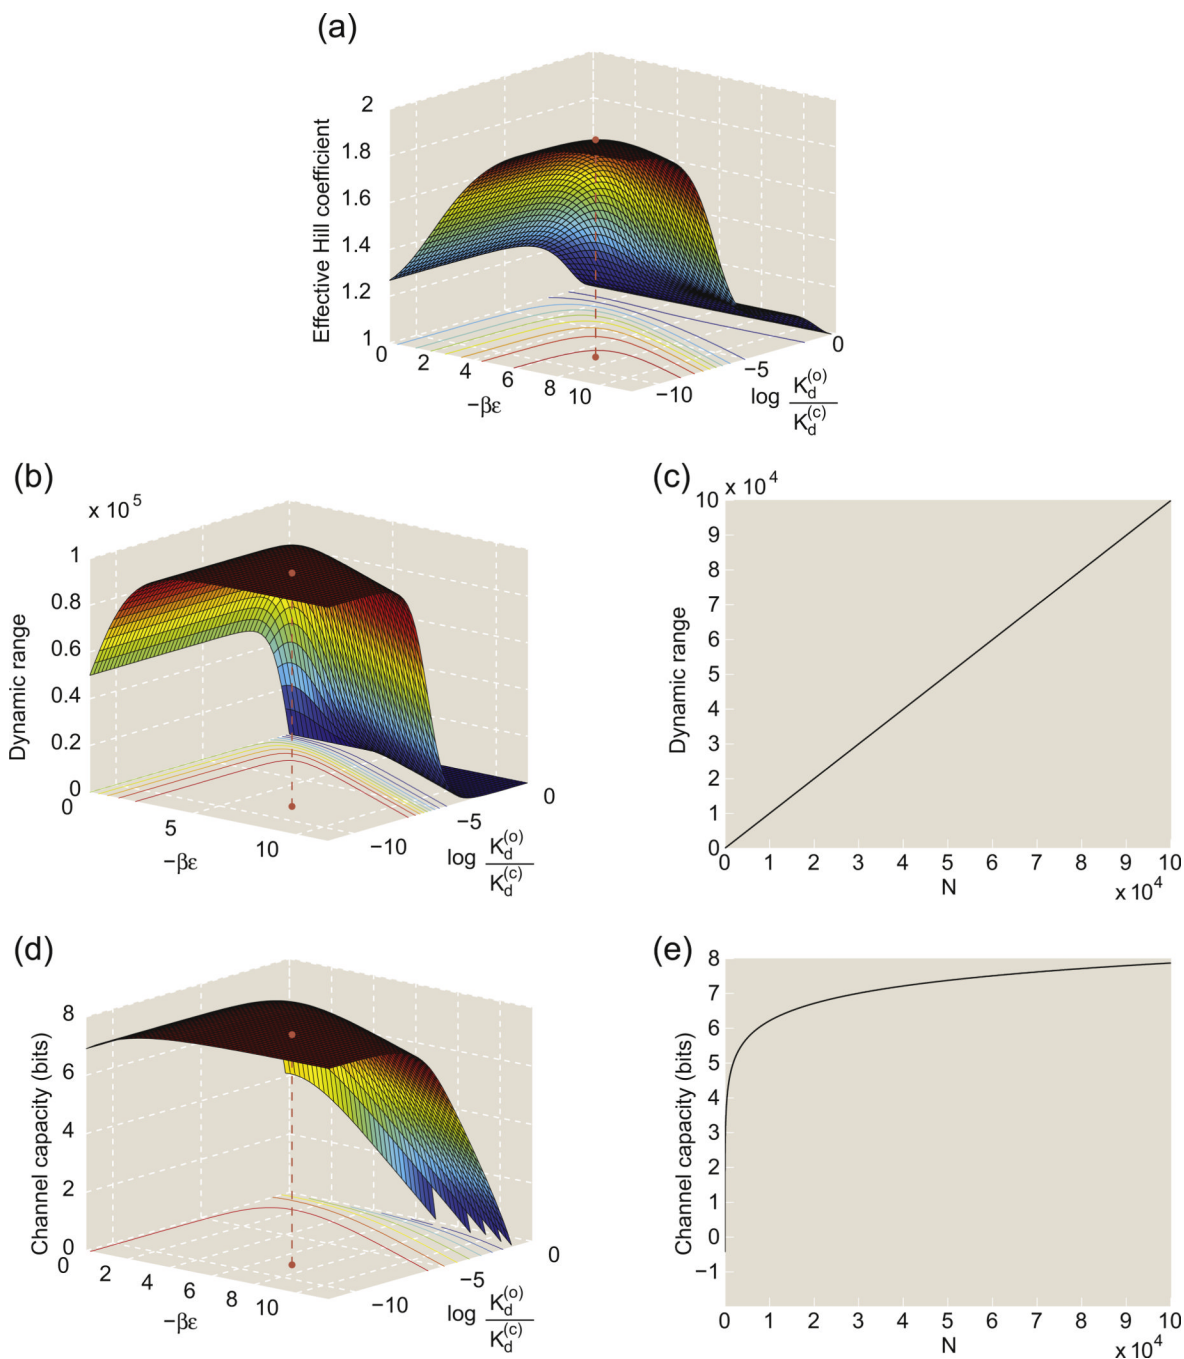 (a)
Effective Hill coefficient
2
1.8
1.6
1.4
1.2
1
0
2
4
6
8
10
−βε
−10
−5
0
log K_d^(o) / K_d^(c)
(b)
x 10^5
Dynamic range
1
0.8
0.6
0.4
0.2
0
0
5
10
−βε
−10
−5
0
log K_d^(o) / K_d^(c)
(c)
x 10^4
Dynamic range
10
9
8
7
6
5
4
3
2
1
0
0 1 2 3 4 5 6 7 8 9 10
N
x 10^4
(d)
Channel capacity (bits)
8
6
4
2
0
0
2
4
6
8
10
−βε
−10
−5
0
log K_d^(o) / K_d^(c)
(e)
Channel capacity (bits)
8
7
6
5
4
3
2
1
0
−1
0 1 2 3 4 5 6 7 8 9 10
N
x 10^4